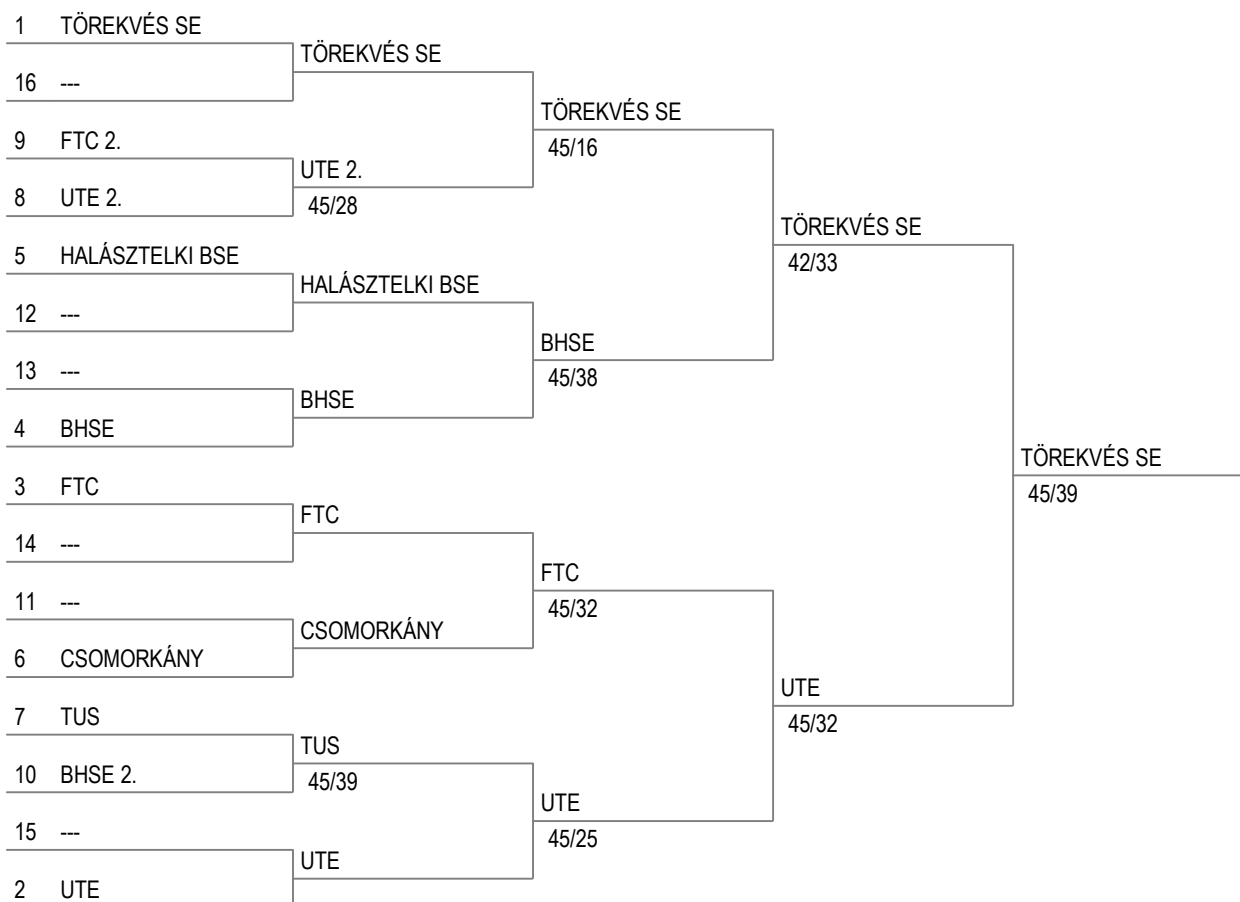 1 TÖREKVÉS SE
TÖREKVÉS SE
16 ---
TÖREKVÉS SE
45/16
9 FTC 2.
UTE 2.
45/28
8 UTE 2.
TÖREKVÉS SE
42/33
5 HALÁSZTELKI BSE
HALÁSZTELKI BSE
12 ---
BHSE
45/38
13 ---
BHSE
4 BHSE
TÖREKVÉS SE
45/39
3 FTC
FTC
14 ---
FTC
45/32
11 ---
CSOMORKÁNY
6 CSOMORKÁNY
UTE
45/32
7 TUS
TUS
45/39
10 BHSE 2.
UTE
45/25
15 ---
UTE
2 UTE